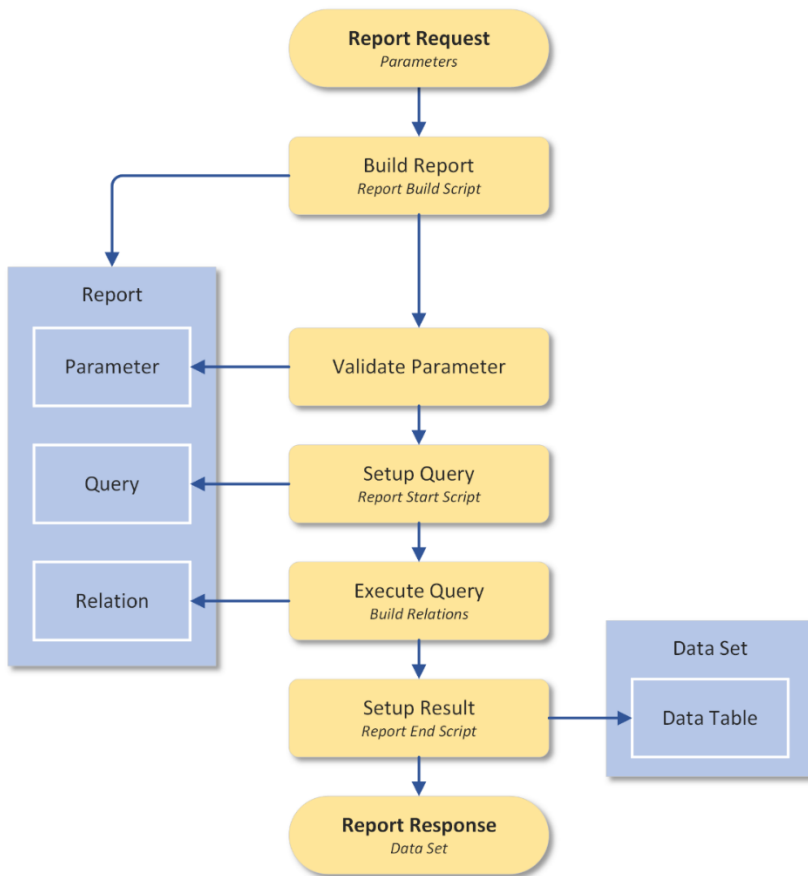 Report Request
Parameters
Build Report
Report Build Script
Report
Parameter
Validate Parameter
Query
Setup Query
Report Start Script
Relation
Execute Query
Build Relations
Data Set
Setup Result
Report End Script
Data Table
Report Response
Data Set